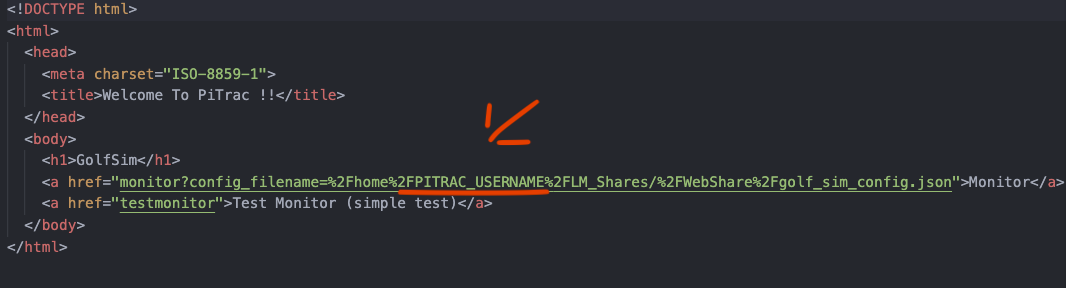 <!DOCTYPE html>
<html>
<head>
<meta charset="ISO-8859-1">
<title>Welcome To PiTrac !!</title>
</head>
<body>
<h1>GolfSim</h1>
<a href="monitor?config_filename=%2Fhome%2FPITRAC_USERNAME%2FLM_Shares/%2FWebShare%2Fgolf_sim_config.json">Monitor</a>
<a href="testmonitor">Test Monitor (simple test)</a>
</body>
</html>